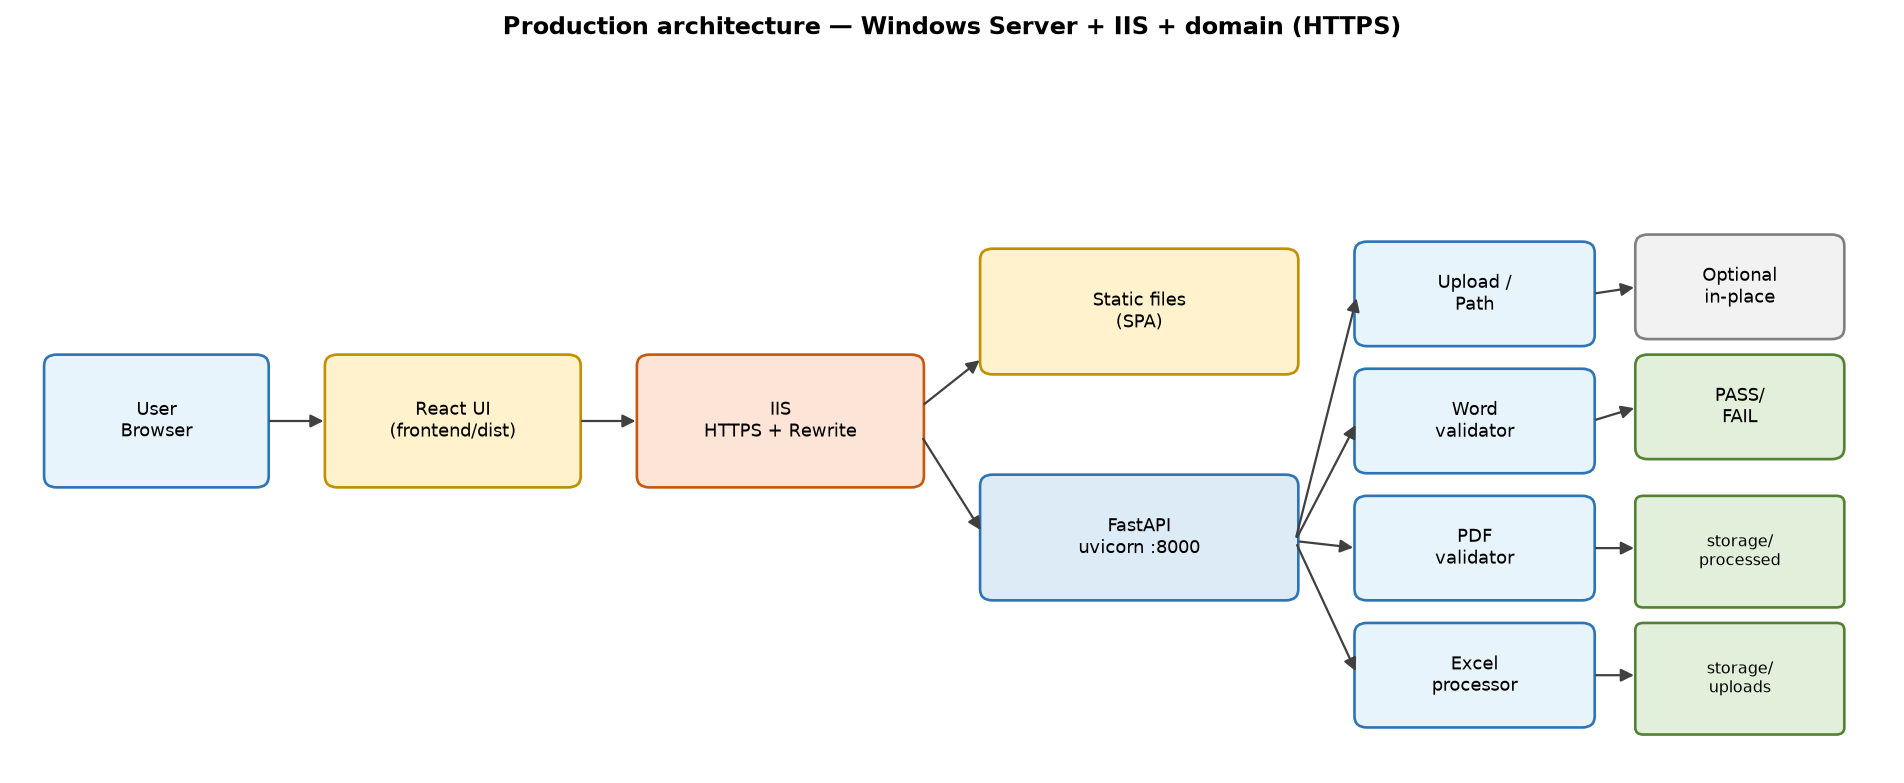 Production architecture — Windows Server + IIS + domain (HTTPS)
User
Browser
React UI
(frontend/dist)
IIS
HTTPS + Rewrite
Static files
(SPA)
FastAPI
uvicorn :8000
Upload /
Path
Word
validator
PDF
validator
Excel
processor
Optional
in-place
PASS/
FAIL
storage/
processed
storage/
uploads